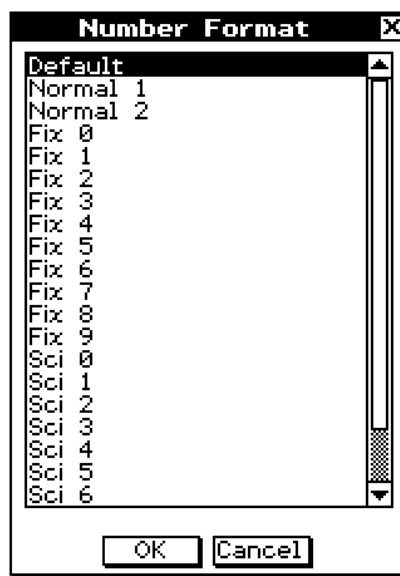 Number Format X
Default
Normal 1
Normal 2
Fix 0
Fix 1
Fix 2
Fix 3
Fix 4
Fix 5
Fix 6
Fix 7
Fix 8
Fix 9
Sci 0
Sci 1
Sci 2
Sci 3
Sci 4
Sci 5
Sci 6
OK Cancel